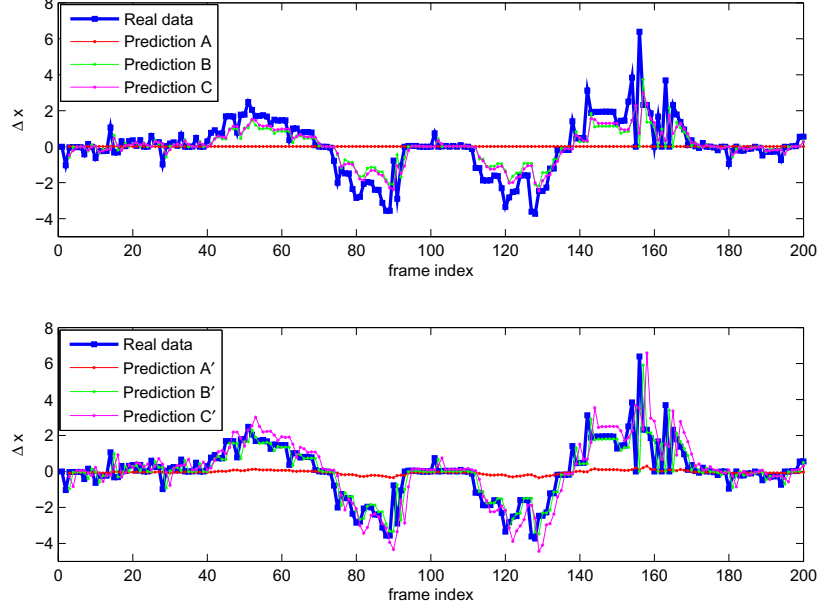 8
6
4
2
0
−2
−4
Δ x
Real data
Prediction A
Prediction B
Prediction C
0 20 40 60 80 100 120 140 160 180 200
frame index
8
6
4
2
0
−2
−4
Δ x
Real data
Prediction A′
Prediction B′
Prediction C′
0 20 40 60 80 100 120 140 160 180 200
frame index